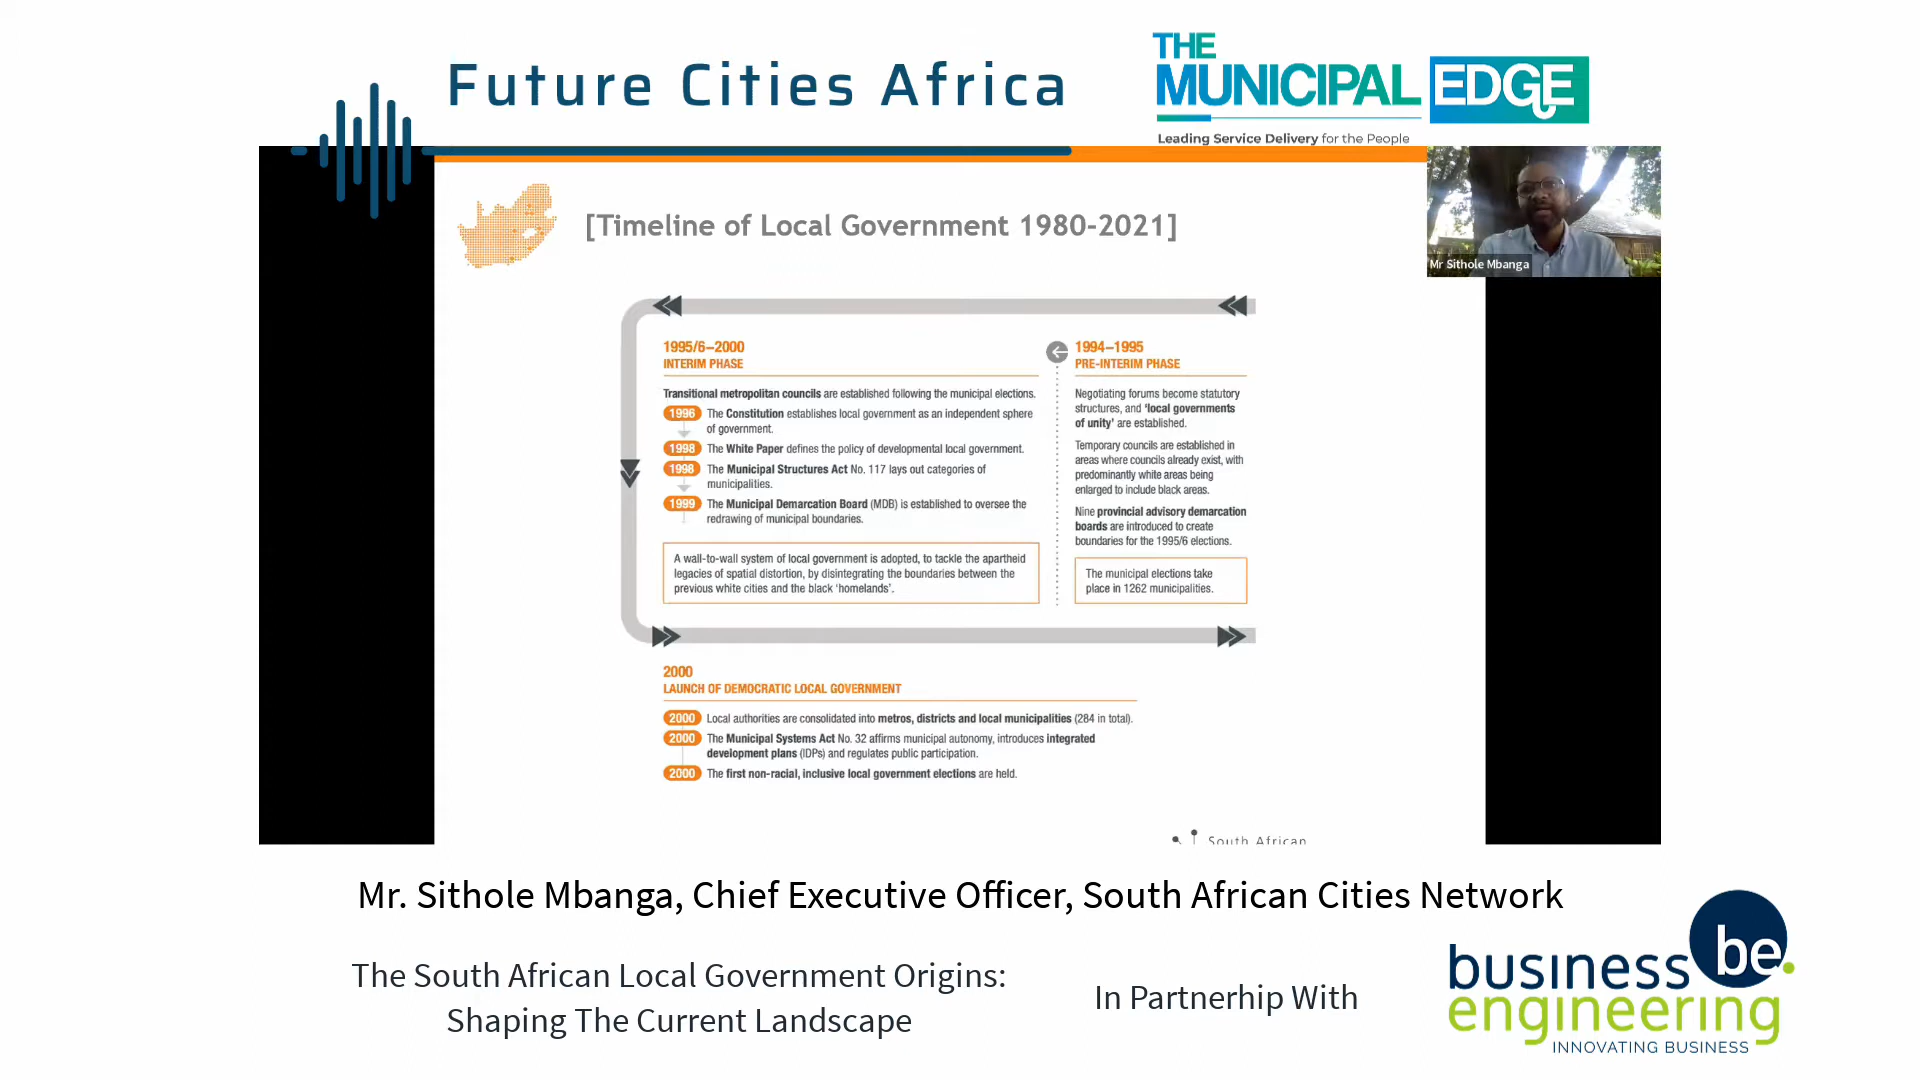 Future Cities Africa
THE
MUNICIPAL EDGE
Leading Service Delivery for the People
[Timeline of Local Government 1980-2021]
Mr Sithole Mbanga
1995/6–2000
INTERIM PHASE
Transitional metropolitan councils are established following the municipal elections.
1996 The Constitution establishes local government as an independent sphere
of government.
1998 The White Paper defines the policy of developmental local government.
1998 The Municipal Structures Act No. 117 lays out categories of
municipalities.
1999 The Municipal Demarcation Board (MDB) is established to oversee the
redrawing of municipal boundaries.
A wall-to-wall system of local government is adopted, to tackle the apartheid
legacies of spatial distortion, by disintegrating the boundaries between the
previous white cities and the black ‘homelands’.
1994–1995
PRE-INTERIM PHASE
Negotiating forums become statutory
structures, and ‘local governments
of unity’ are established.
Temporary councils are established in
areas where councils already exist, with
predominantly white areas being
enlarged to include black areas.
Nine provincial advisory demarcation
boards are introduced to create
boundaries for the 1995/6 elections.
The municipal elections take
place in 1262 municipalities.
2000
LAUNCH OF DEMOCRATIC LOCAL GOVERNMENT
2000 Local authorities are consolidated into metros, districts and local municipalities (284 in total).
2000 The Municipal Systems Act No. 32 affirms municipal autonomy, introduces integrated
development plans (IDPs) and regulates public participation.
2000 The first non-racial, inclusive local government elections are held.
South African
Mr. Sithole Mbanga, Chief Executive Officer, South African Cities Network
The South African Local Government Origins:
Shaping The Current Landscape
In Partnerhip With
be.
business
engineering
INNOVATING BUSINESS